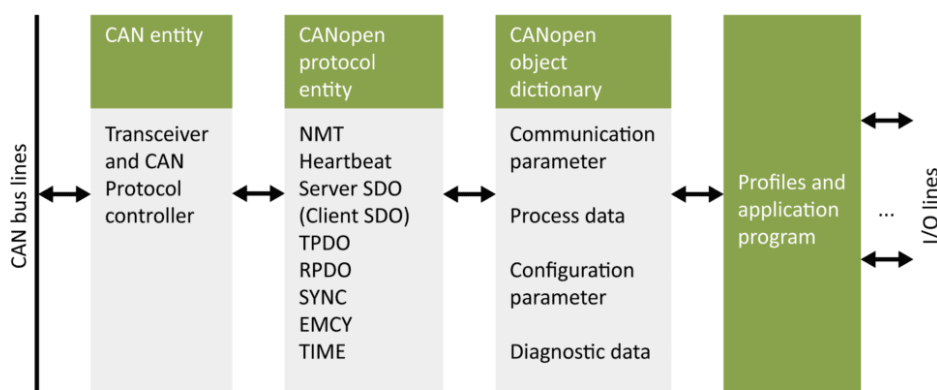 CAN bus lines
CAN entity
Transceiver
and CAN
Protocol
controller
CANopen
protocol
entity
NMT
Heartbeat
Server SDO
(Client SDO)
TPDO
RPDO
SYNC
EMCY
TIME
CANopen
object
dictionary
Communication
parameter
Process data
Configuration
parameter
Diagnostic data
Profiles and
application
program
...
I/O lines